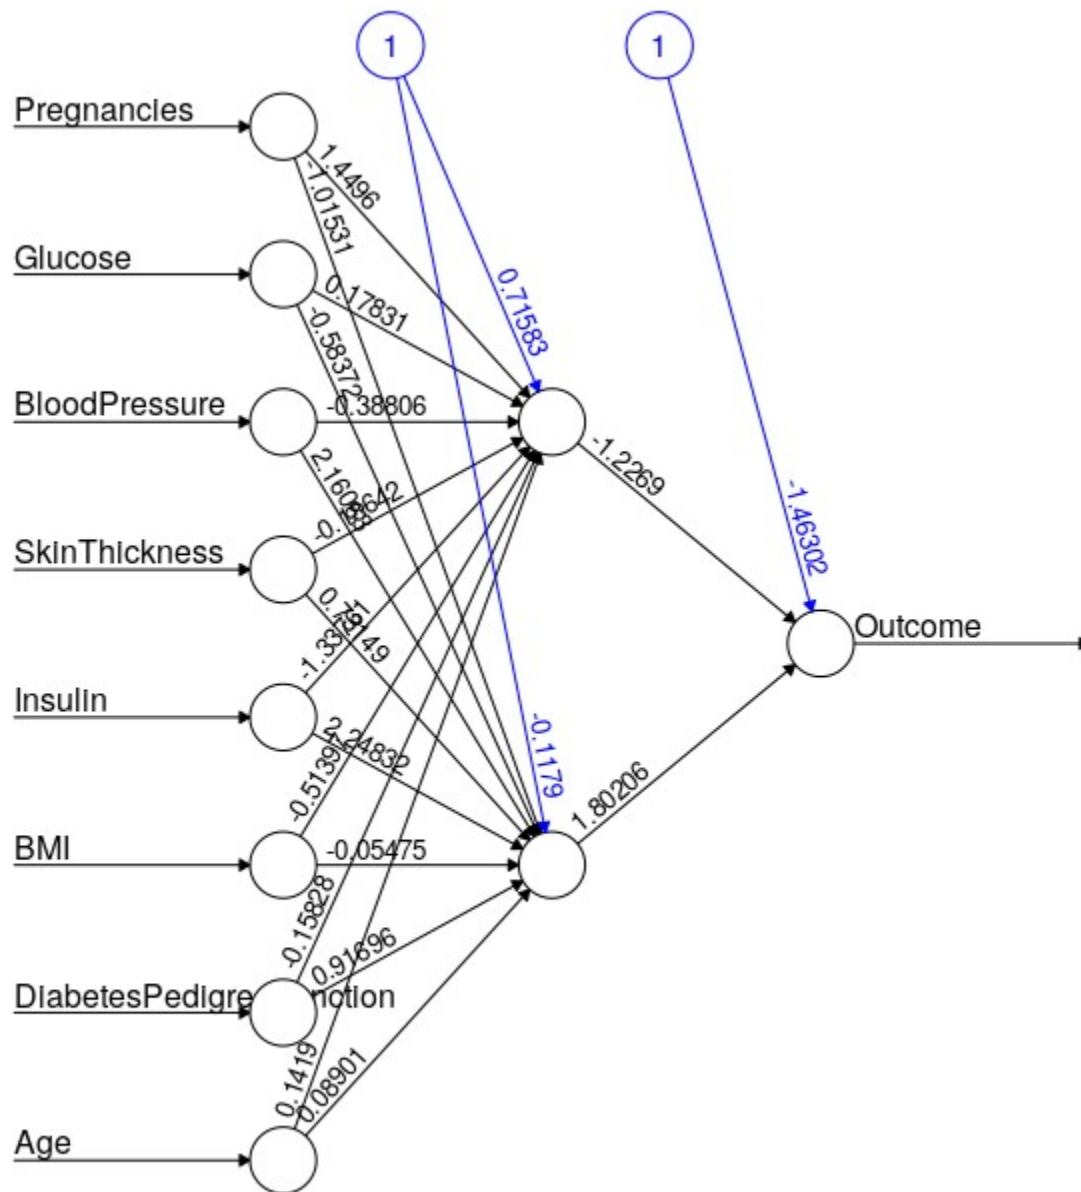 1
1
Pregnancies
1.4496
-1.01531
Glucose
0.17831
-0.58372
0.71583
BloodPressure
-0.38806
-1.2269
SkinThickness
-1.46302
Outcome
Insulin
2.24832
-0.1179
1.80206
BMI
-0.05475
-0.15828
0.91696
Age
0.1419
0.08901